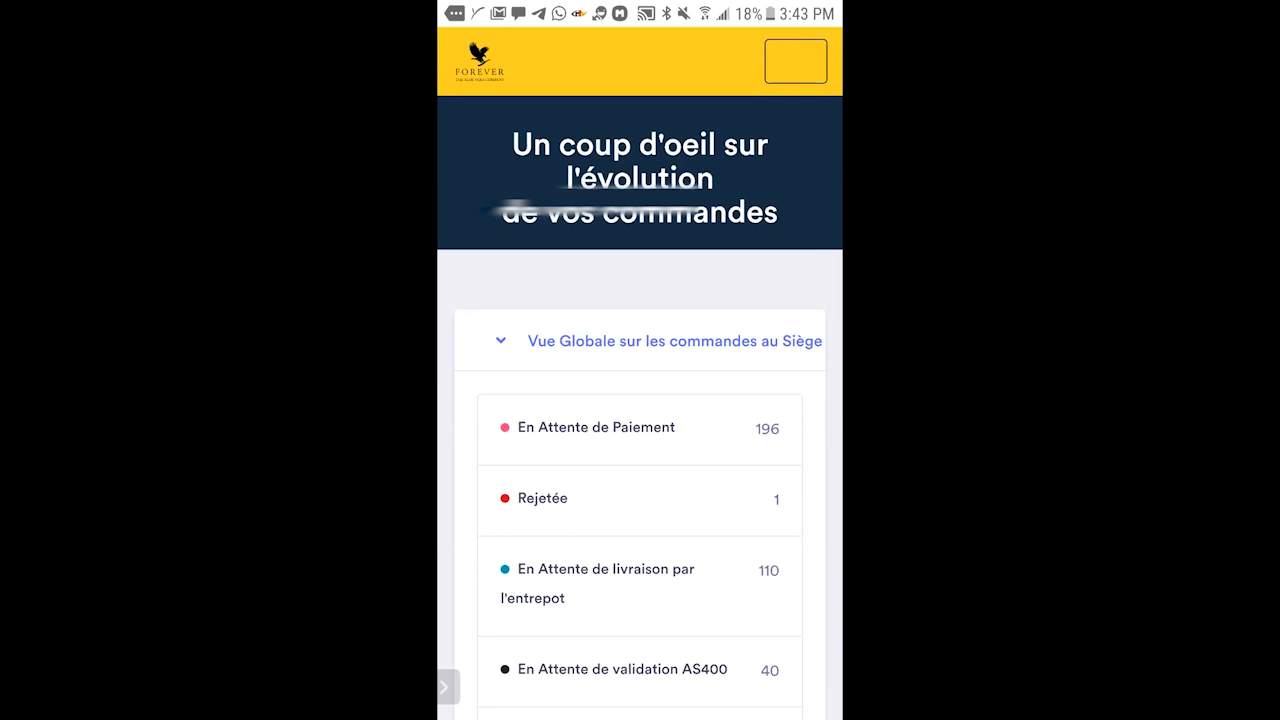 18% 3:43 PM
FOREVER
Un coup d'oeil sur
l'évolution
de vos commandes
Vue Globale sur les commandes au Siège
En Attente de Paiement 196
Rejetée 1
En Attente de livraison par 110
l'entrepot
En Attente de validation AS400 40